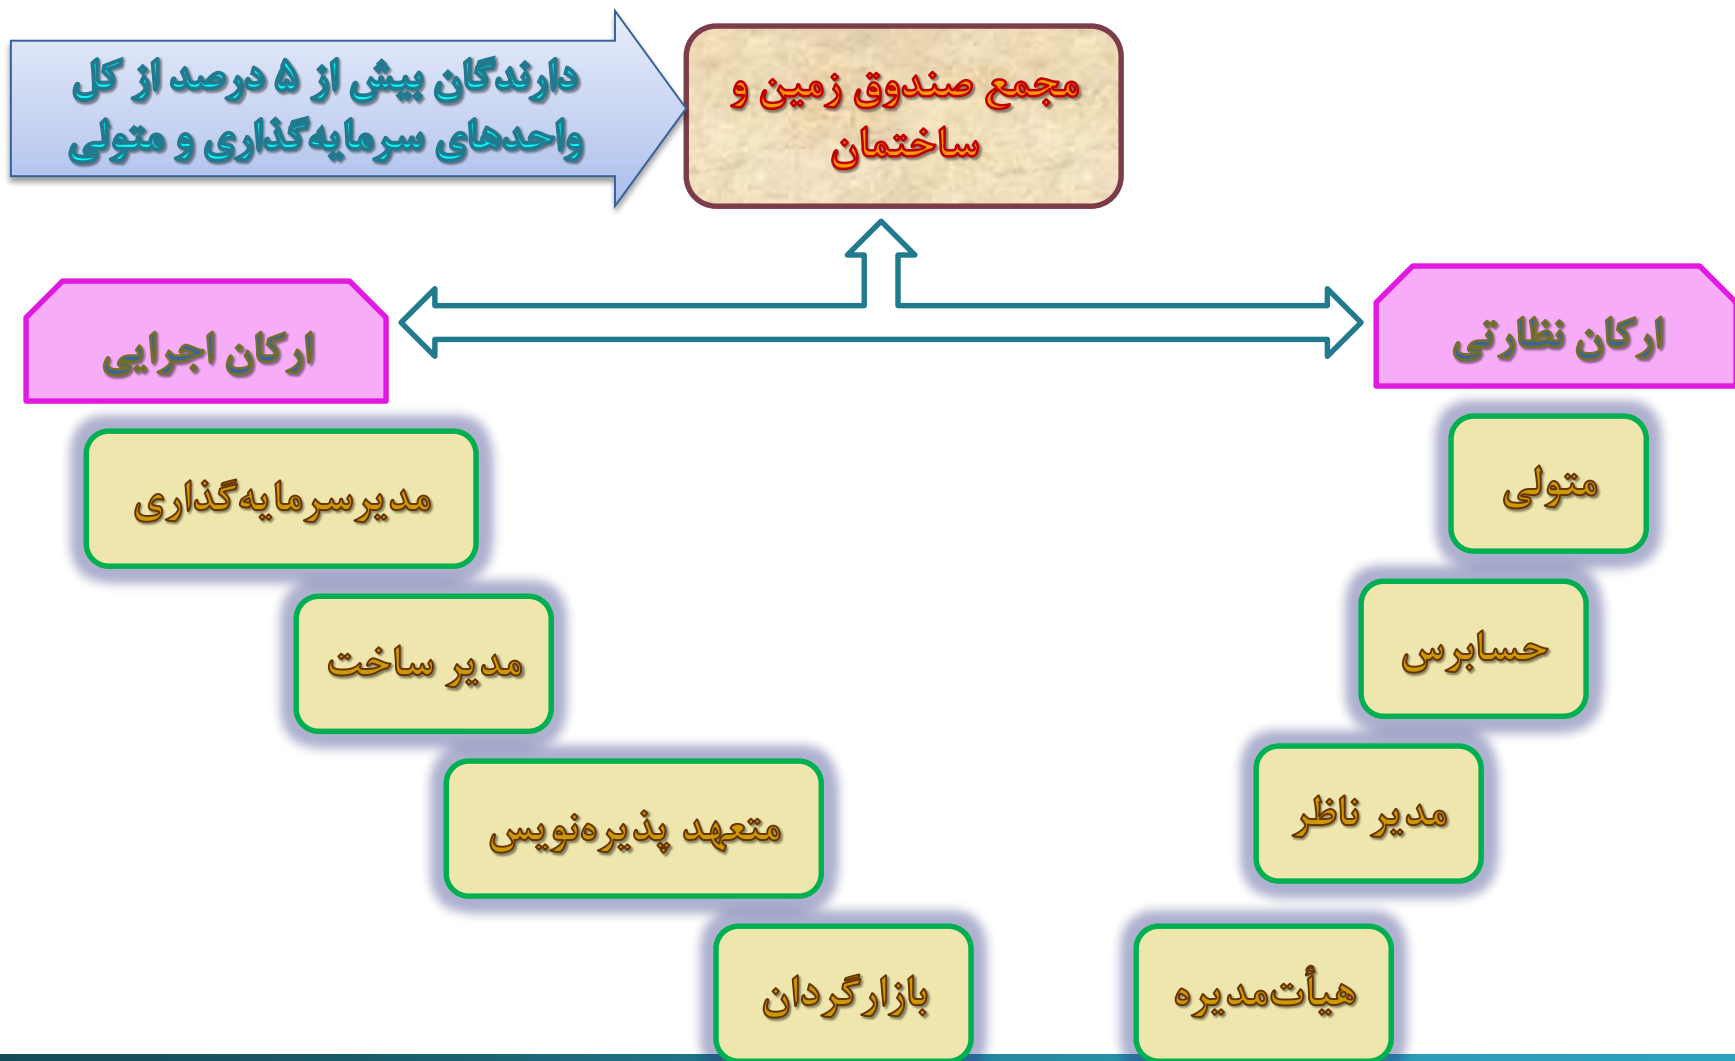 دارندگان بیش از ۵ درصد از کل
واحدهای سرمایه‌گذاری و متولی
مجمع صندوق زمین و
ساختمان
ارکان نظارتی
ارکان اجرایی
متولی
حسابرس
مدیر ناظر
هیأت‌مدیره
مدیرسرمایه‌گذاری
مدیر ساخت
متعهد پذیره‌نویس
بازارگردان